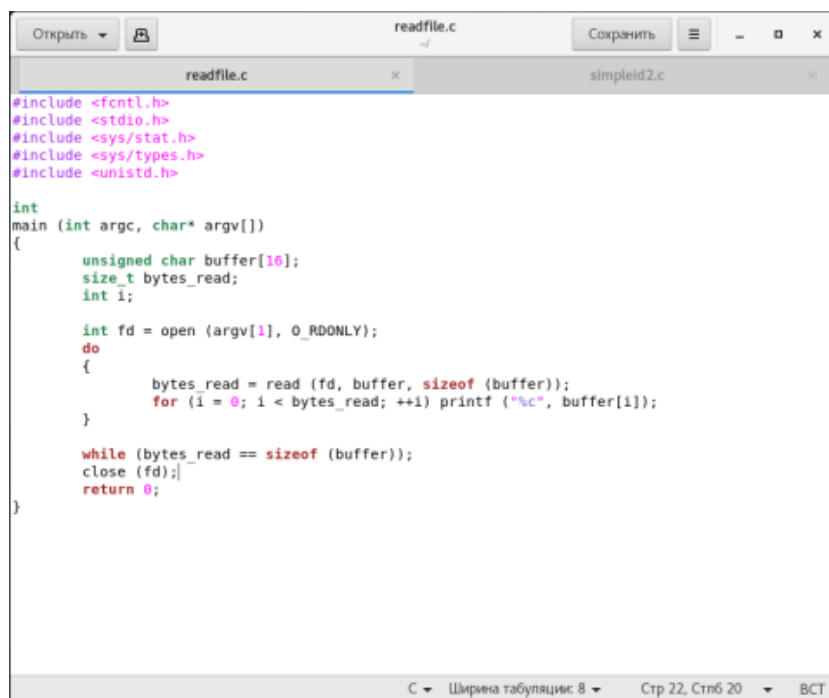 Открыть
readfile.c
~/
Сохранить
readfile.c
simpleid2.c
#include <fcntl.h>
#include <stdio.h>
#include <sys/stat.h>
#include <sys/types.h>
#include <unistd.h>
int
main (int argc, char* argv[])
{
        unsigned char buffer[16];
        size_t bytes_read;
        int i;
        int fd = open (argv[1], O_RDONLY);
        do
        {
                bytes_read = read (fd, buffer, sizeof (buffer));
                for (i = 0; i < bytes_read; ++i) printf ("%c", buffer[i]);
        }
        while (bytes_read == sizeof (buffer));
        close (fd);
        return 0;
}
C Ширина табуляции: 8 Стр 22, Стлб 20 ВСТ